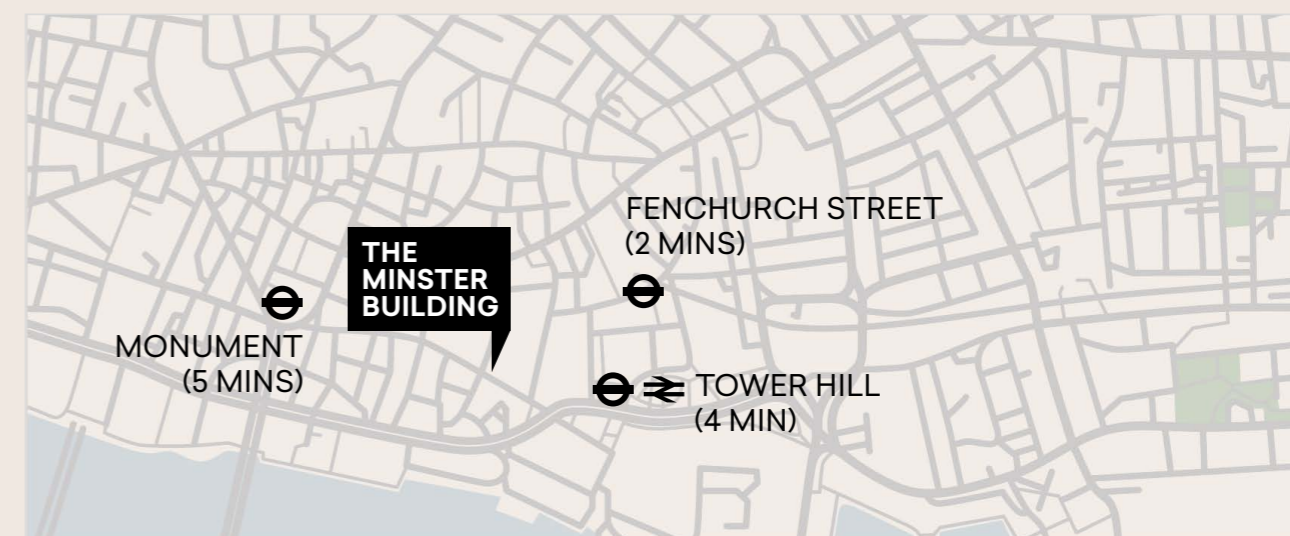 FENCHURCH STREET
(2 MINS)
THE
MINSTER
BUILDING
MONUMENT
(5 MINS)
TOWER HILL
(4 MIN)